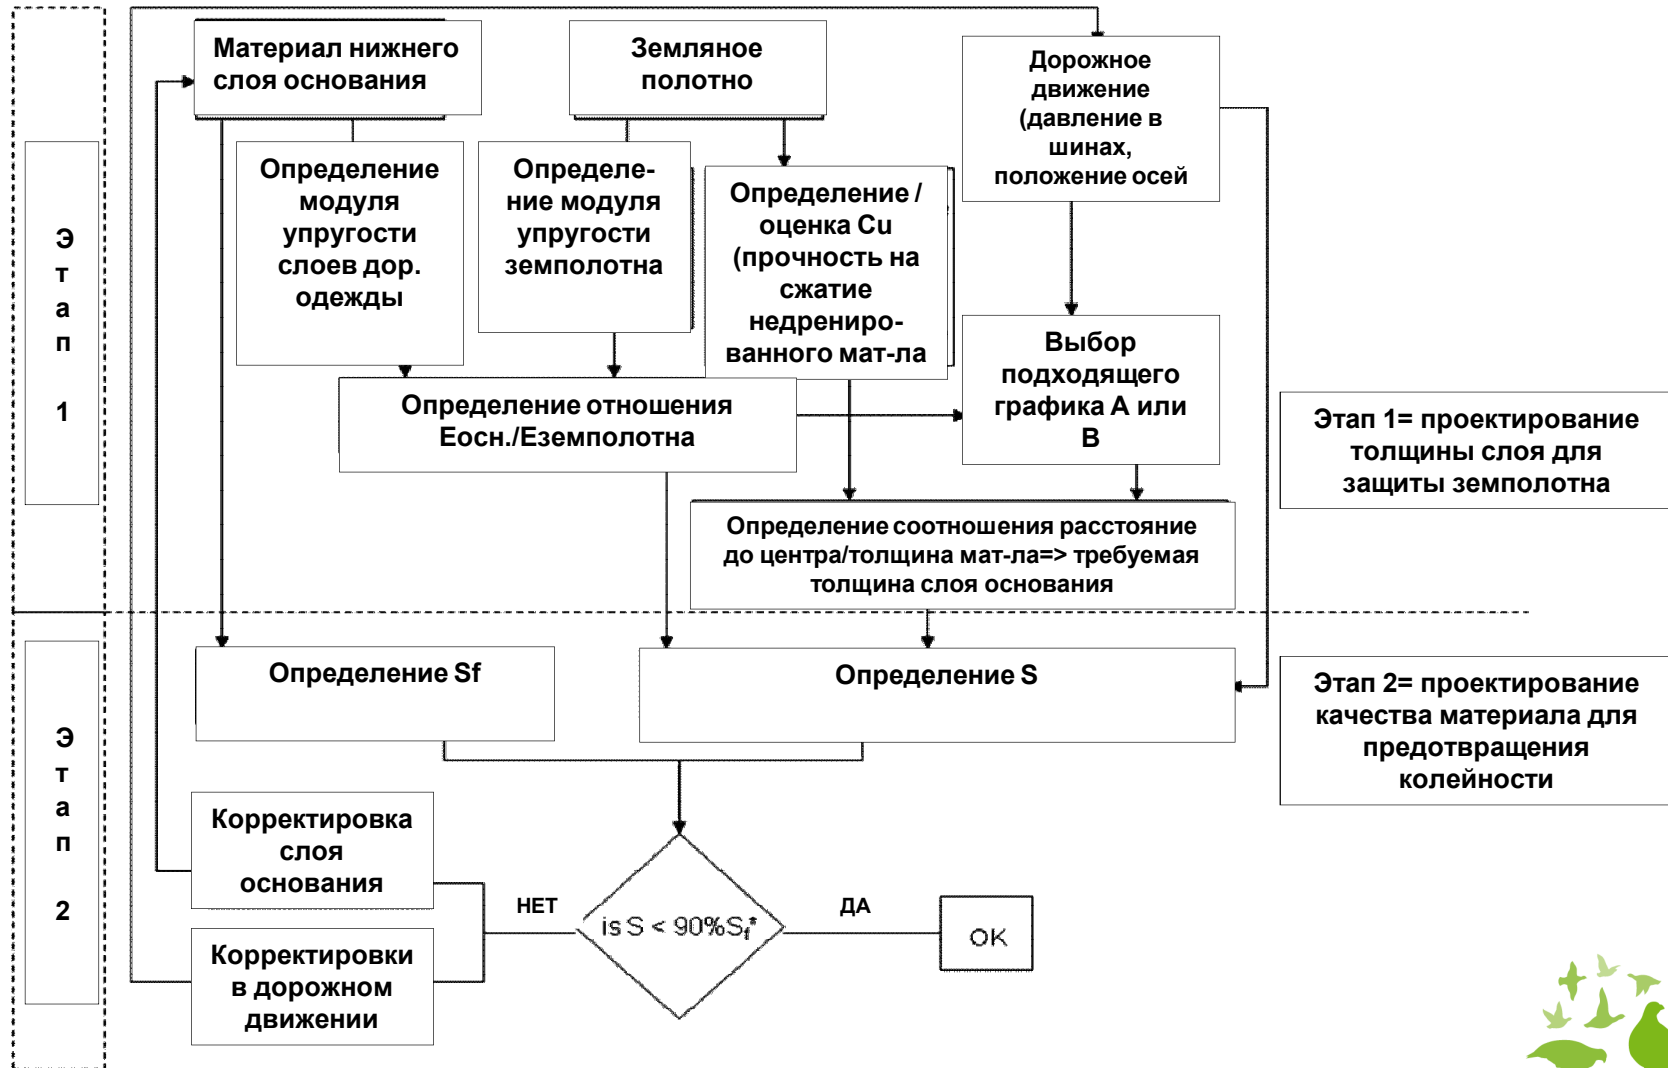 Материал нижнего
слоя основания
Земляное
полотно
Дорожное
движение
(давление в
шинах,
положение осей
Э
т
а
п
1
Определение
модуля
упругости
слоев дор.
одежды
Определе-
ние модуля
упругости
земполотна
Определение /
оценка Cu
(прочность на
сжатие
недрениро-
ванного мат-ла
Выбор
подходящего
графика А или
В
Определение отношения
Еосн./Еземполотна
Этап 1= проектирование
толщины слоя для
защиты земполотна
Определение соотношения расстояние
до центра/толщина мат-ла=> требуемая
толщина слоя основания
Э
т
а
п
2
Определение Sf
Определение S
Этап 2= проектирование
качества материала для
предотвращения
колейности
Корректировка
слоя
основания
НЕТ
is S < 90%Sf*
ДА
OK
Корректировки
в дорожном
движении